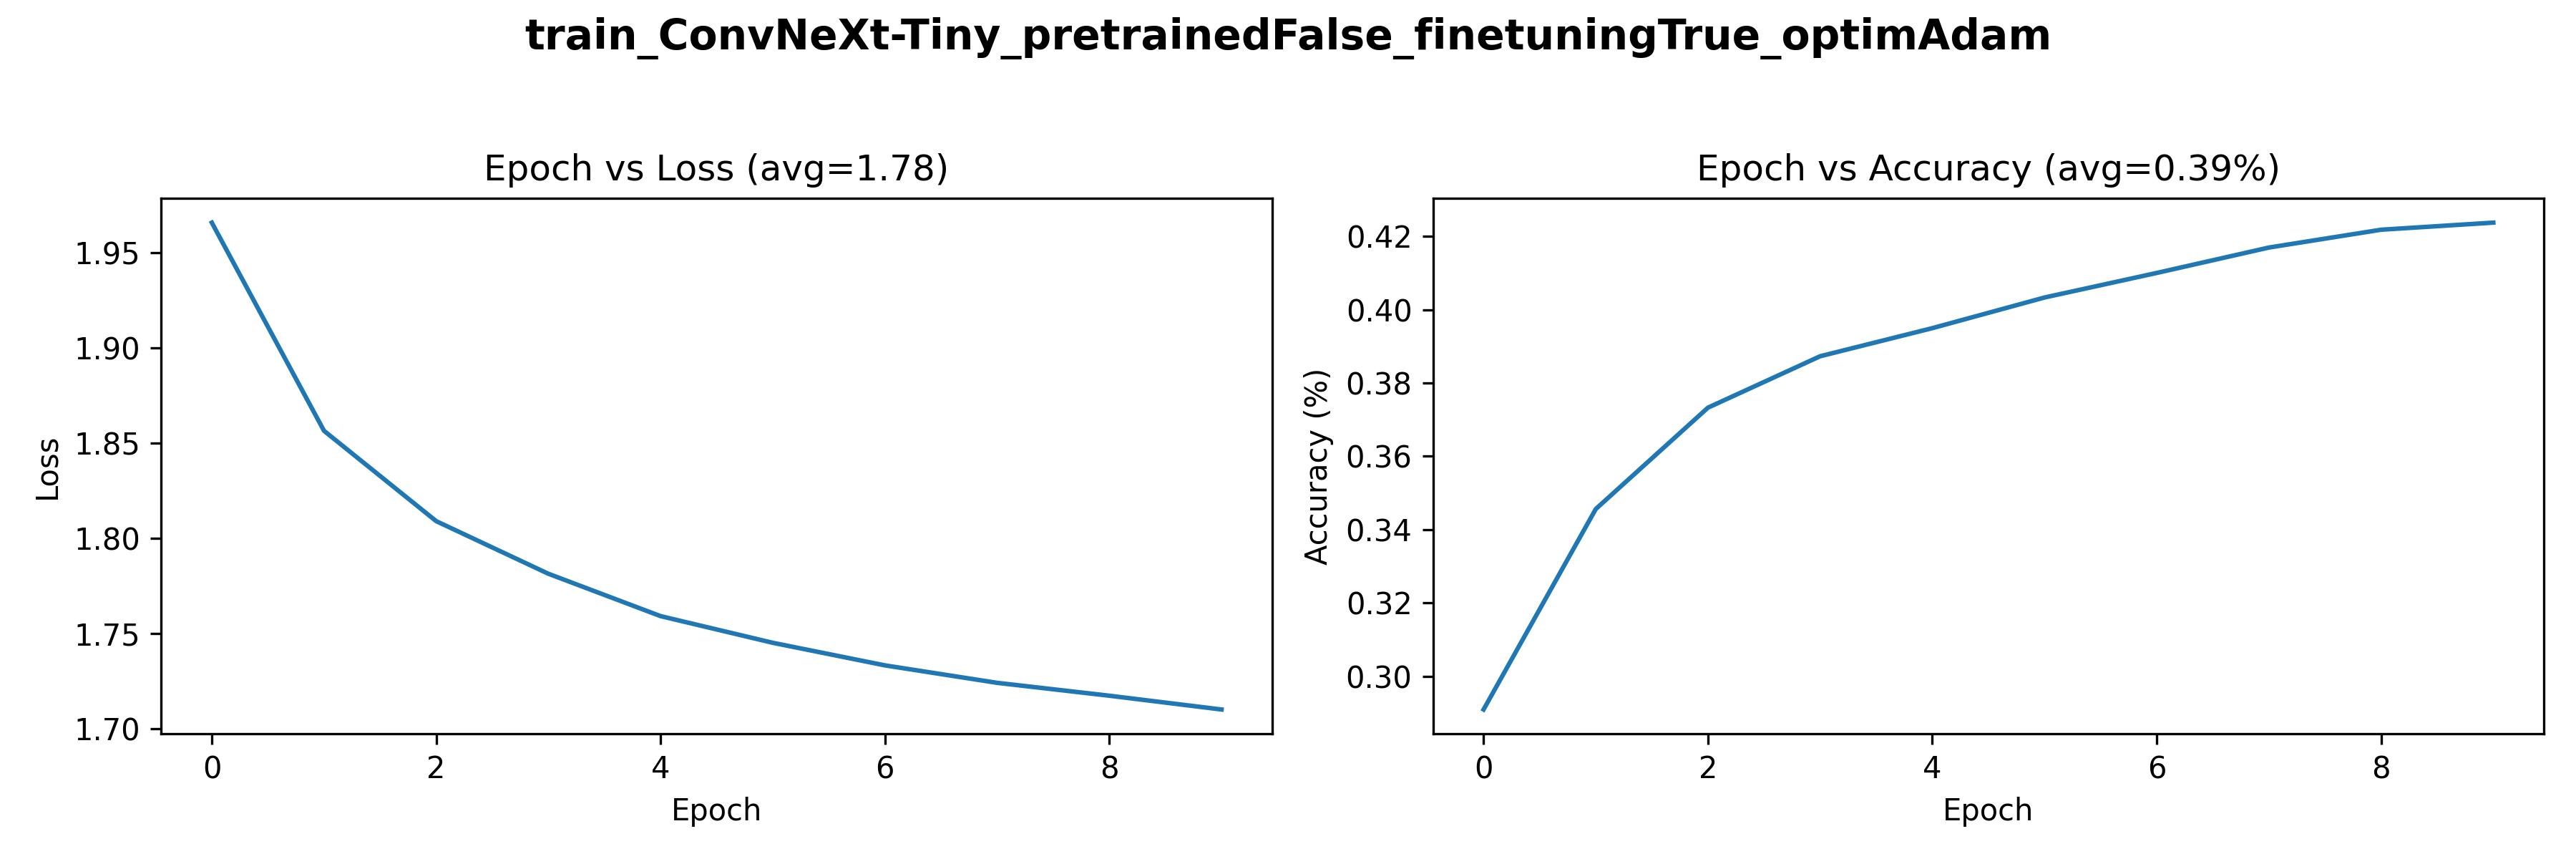 train_ConvNeXt-Tiny_pretrainedFalse_finetuningTrue_optimAdam
Epoch vs Loss (avg=1.78)
Loss
1.95
1.90
1.85
1.80
1.75
1.70
0 2 4 6 8
Epoch
Epoch vs Accuracy (avg=0.39%)
Accuracy (%)
0.42
0.40
0.38
0.36
0.34
0.32
0.30
0 2 4 6 8
Epoch